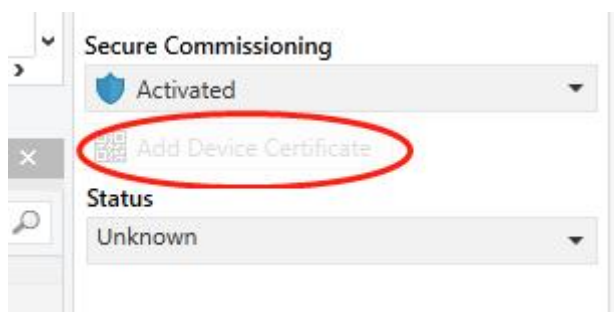 Secure Commissioning
Activated
Add Device Certificate
Status
Unknown